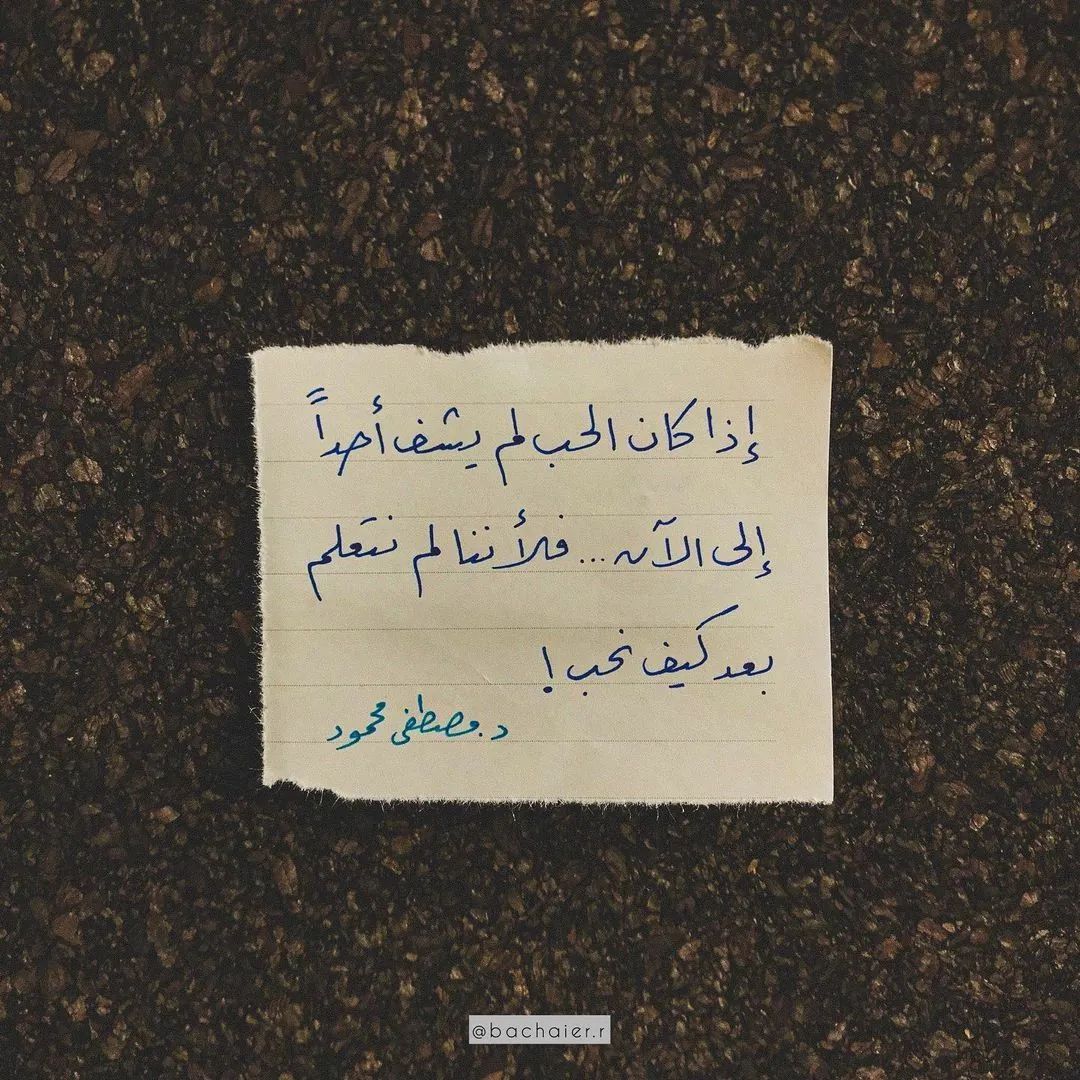 إذا كان الحب لم يشف أحداً
إلى الآن ... فلأننا لم نتعلم
بعد كيف نحب !
د. مصطفى محمود
@bachaier.r